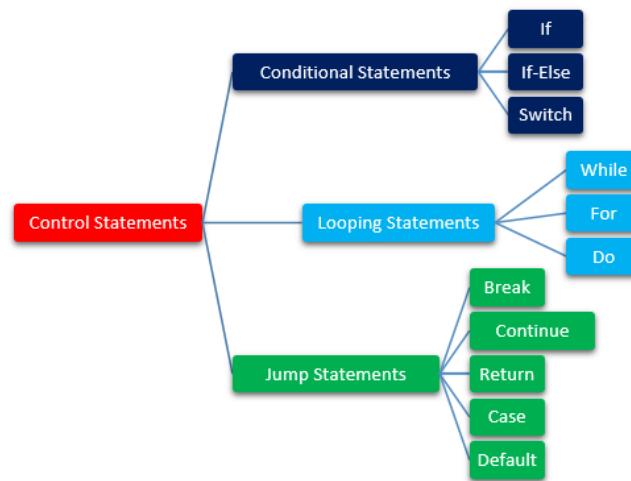 If
Conditional Statements
If-Else
Switch
While
Control Statements
Looping Statements
For
Do
Break
Continue
Jump Statements
Return
Case
Default